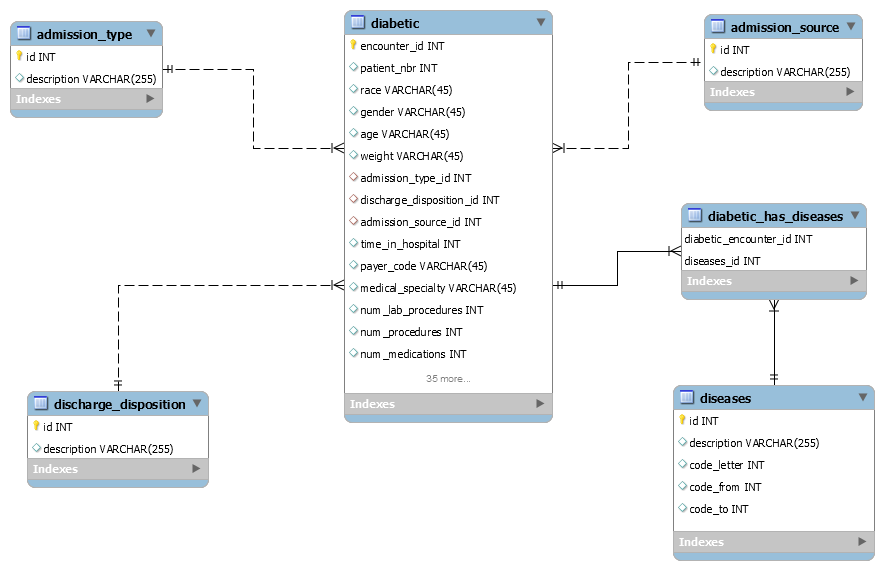 admission_type
id INT
description VARCHAR(255)
Indexes
diabetic
encounter_id INT
patient_nbr INT
race VARCHAR(45)
gender VARCHAR(45)
age VARCHAR(45)
weight VARCHAR(45)
admission_type_id INT
discharge_disposition_id INT
admission_source_id INT
time_in_hospital INT
payer_code VARCHAR(45)
medical_specialty VARCHAR(45)
num_lab_procedures INT
num_procedures INT
num_medications INT
35 more...
Indexes
admission_source
id INT
description VARCHAR(255)
Indexes
diabetic_has_diseases
diabetic_encounter_id INT
diseases_id INT
Indexes
discharge_disposition
id INT
description VARCHAR(255)
Indexes
diseases
id INT
description VARCHAR(255)
code_letter INT
code_from INT
code_to INT
Indexes